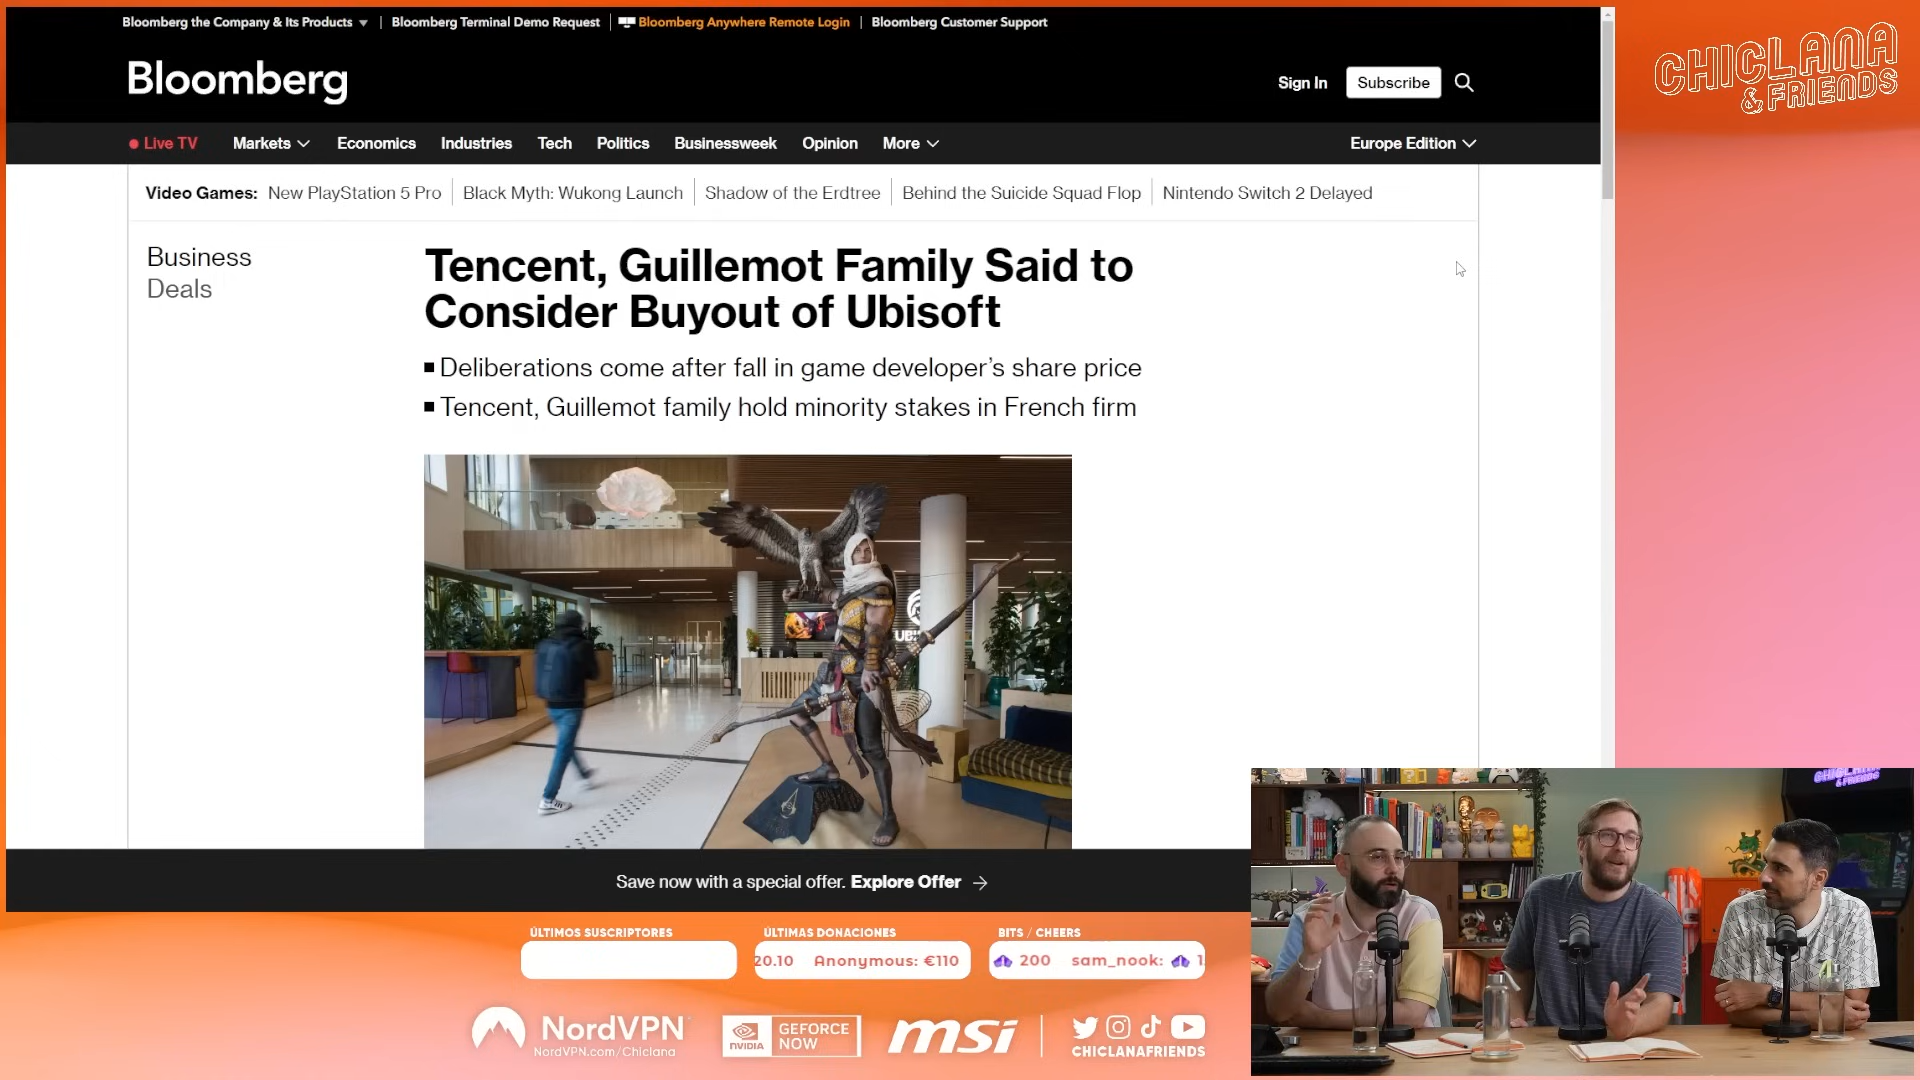 Bloomberg the Company & Its Products
Bloomberg Terminal Demo Request
Bloomberg Anywhere Remote Login
Bloomberg Customer Support
CHICLANA
& FRIENDS
Bloomberg
Sign In
Subscribe
Live TV
Markets
Economics
Industries
Tech
Politics
Businessweek
Opinion
More
Europe Edition
Video Games:
New PlayStation 5 Pro
Black Myth: Wukong Launch
Shadow of the Erdtree
Behind the Suicide Squad Flop
Nintendo Switch 2 Delayed
Business
Deals
Tencent, Guillemot Family Said to
Consider Buyout of Ubisoft
Deliberations come after fall in game developer’s share price
Tencent, Guillemot family hold minority stakes in French firm
Save now with a special offer. Explore Offer
CHICLANA
& FRIENDS
ÚLTIMOS SUSCRIPTORES
ÚLTIMAS DONACIONES
20.10 Anonymous: €110
BITS / CHEERS
200 sam_nook: 1
NordVPN
NordVPN.com/Chiclana
NVIDIA
GEFORCE
NOW
msi
CHICLANAFRIENDS